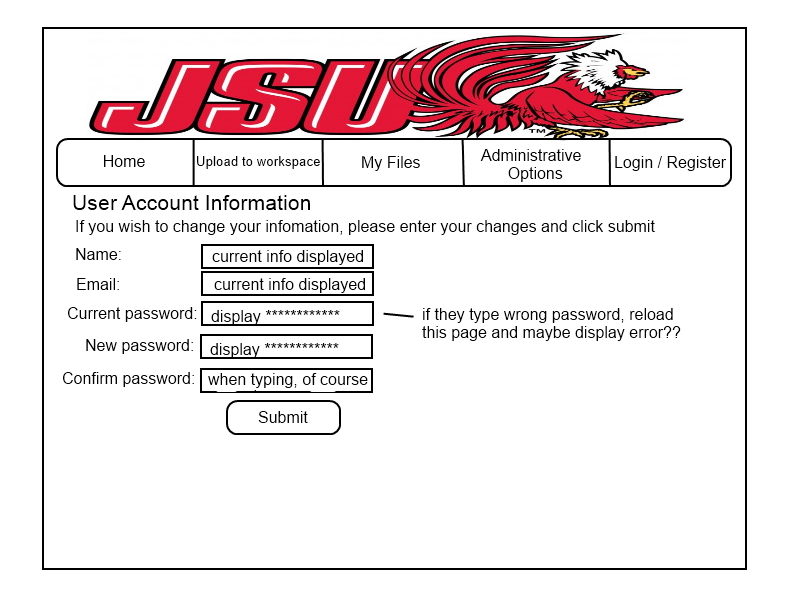 JSU
TM
Home
Upload to workspace
My Files
Administrative
Options
Login / Register
User Account Information
If you wish to change your infomation, please enter your changes and click submit
Name:
current info displayed
Email:
current info displayed
Current password:
display ************
if they type wrong password, reload
this page and maybe display error??
New password:
display ************
Confirm password:
when typing, of course
Submit